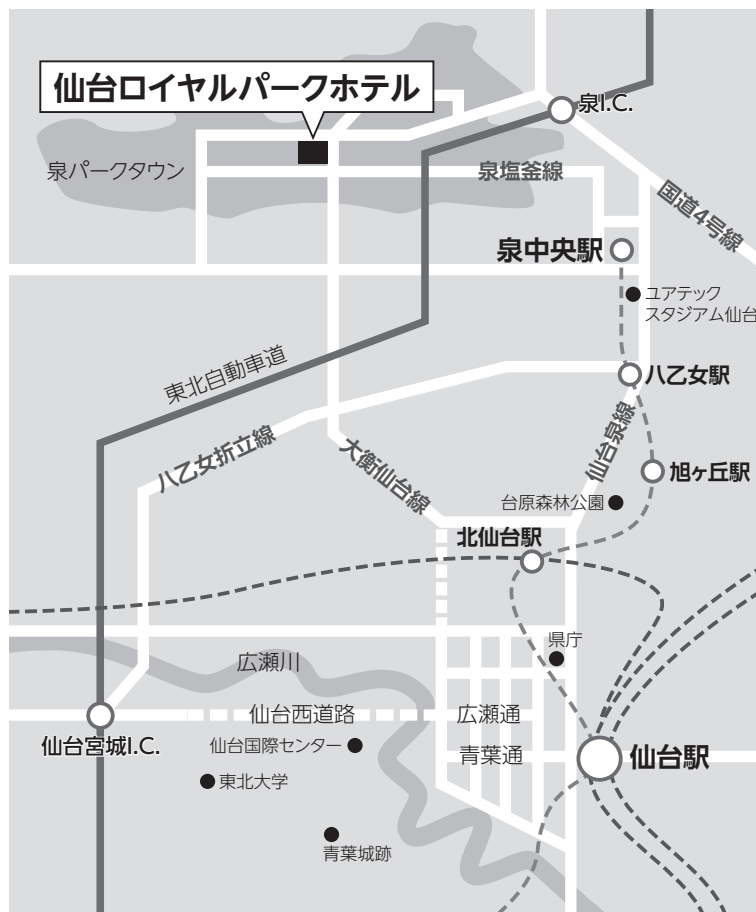 仙台ロイヤルパークホテル
泉I.C.
泉パークタウン
泉塩釜線
国道4号線
泉中央駅
ユアテック
スタジアム仙台
東北自動車道
八乙女駅
八乙女折立線
大衡仙台線
仙台泉線
旭ヶ丘駅
台原森林公園
北仙台駅
県庁
広瀬川
仙台西道路
広瀬通
仙台宮城I.C.
仙台国際センター
青葉通
仙台駅
東北大学
青葉城跡